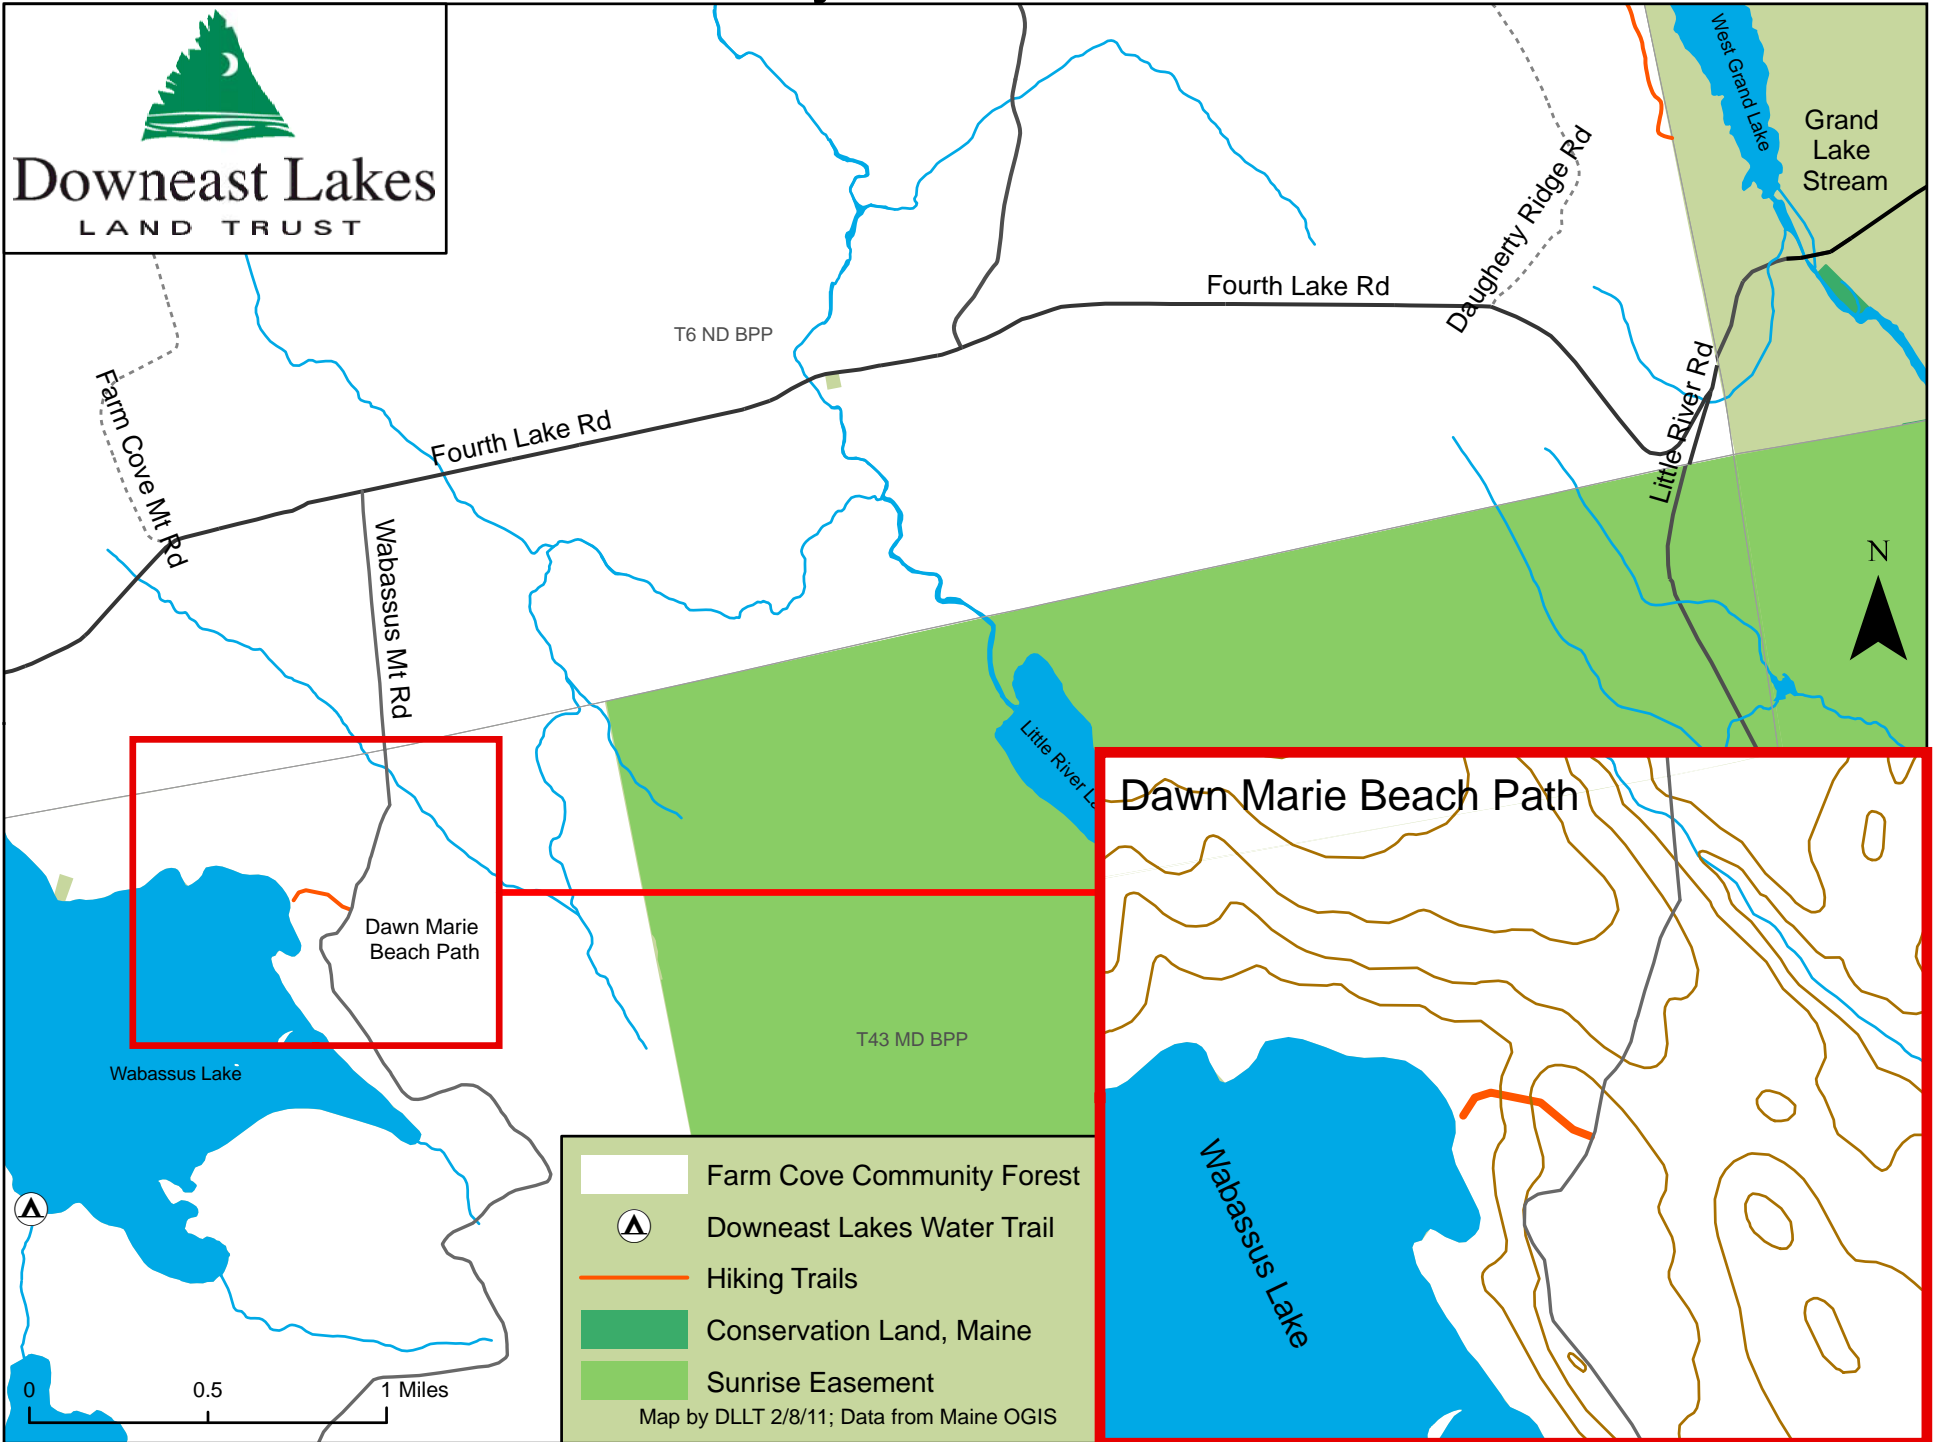 Downeast Lakes
LAND TRUST
West Grand Lake
Grand
Lake
Stream
Daugherty Ridge Rd
Fourth Lake Rd
T6 ND BPP
Little River Rd
Farm Cove Mt Rd
Fourth Lake Rd
Wabassus Mt Rd
N
Little River
Dawn Marie Beach Path
Dawn Marie
Beach Path
T43 MD BPP
Wabassus Lake
Wabassus Lake
Farm Cove Community Forest
Downeast Lakes Water Trail
Hiking Trails
Conservation Land, Maine
Sunrise Easement
Map by DLLT 2/8/11; Data from Maine OGIS
0 0.5 1 Miles